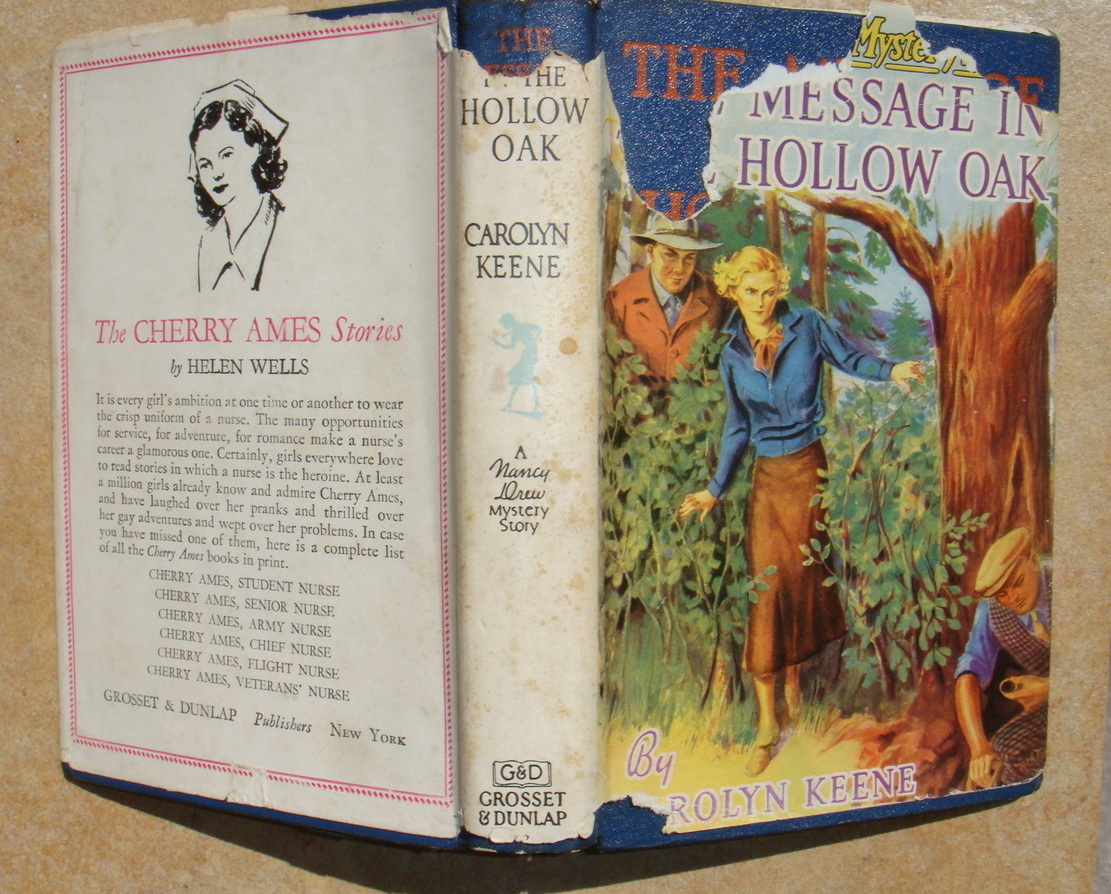 The CHERRY AMES Stories
by HELEN WELLS
It is every girl's ambition at one time or another to wear
the crisp uniform of a nurse. The many opportunities
for service, for adventure, for romance make a nurse's
career a glamorous one. Certainly, girls everywhere love
to read stories in which a nurse is the heroine. At least
a million girls already know and admire Cherry Ames,
and have laughed over her pranks and thrilled over
her gay adventures and wept over her problems. In case
you have missed one of them, here is a complete list
of all the Cherry Ames books in print.
CHERRY AMES, STUDENT NURSE
CHERRY AMES, SENIOR NURSE
CHERRY AMES, ARMY NURSE
CHERRY AMES, CHIEF NURSE
CHERRY AMES, FLIGHT NURSE
CHERRY AMES, VETERANS' NURSE
GROSSET & DUNLAP Publishers NEW YORK
THE
THE
HOLLOW
OAK
CAROLYN
KEENE
A
Nancy
Drew
Mystery
Story
G&D
GROSSET
& DUNLAP
THE
MESSAGE IN
HOLLOW OAK
HO
By
ROLYN KEENE